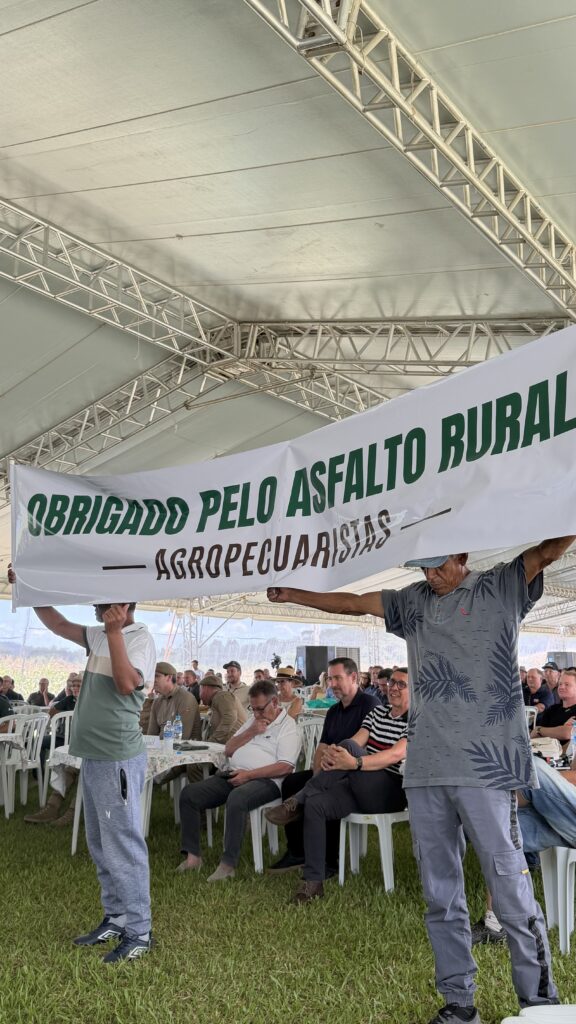 OBRIGADO PELO ASFALTO RURAL
AGROPECUARISTAS